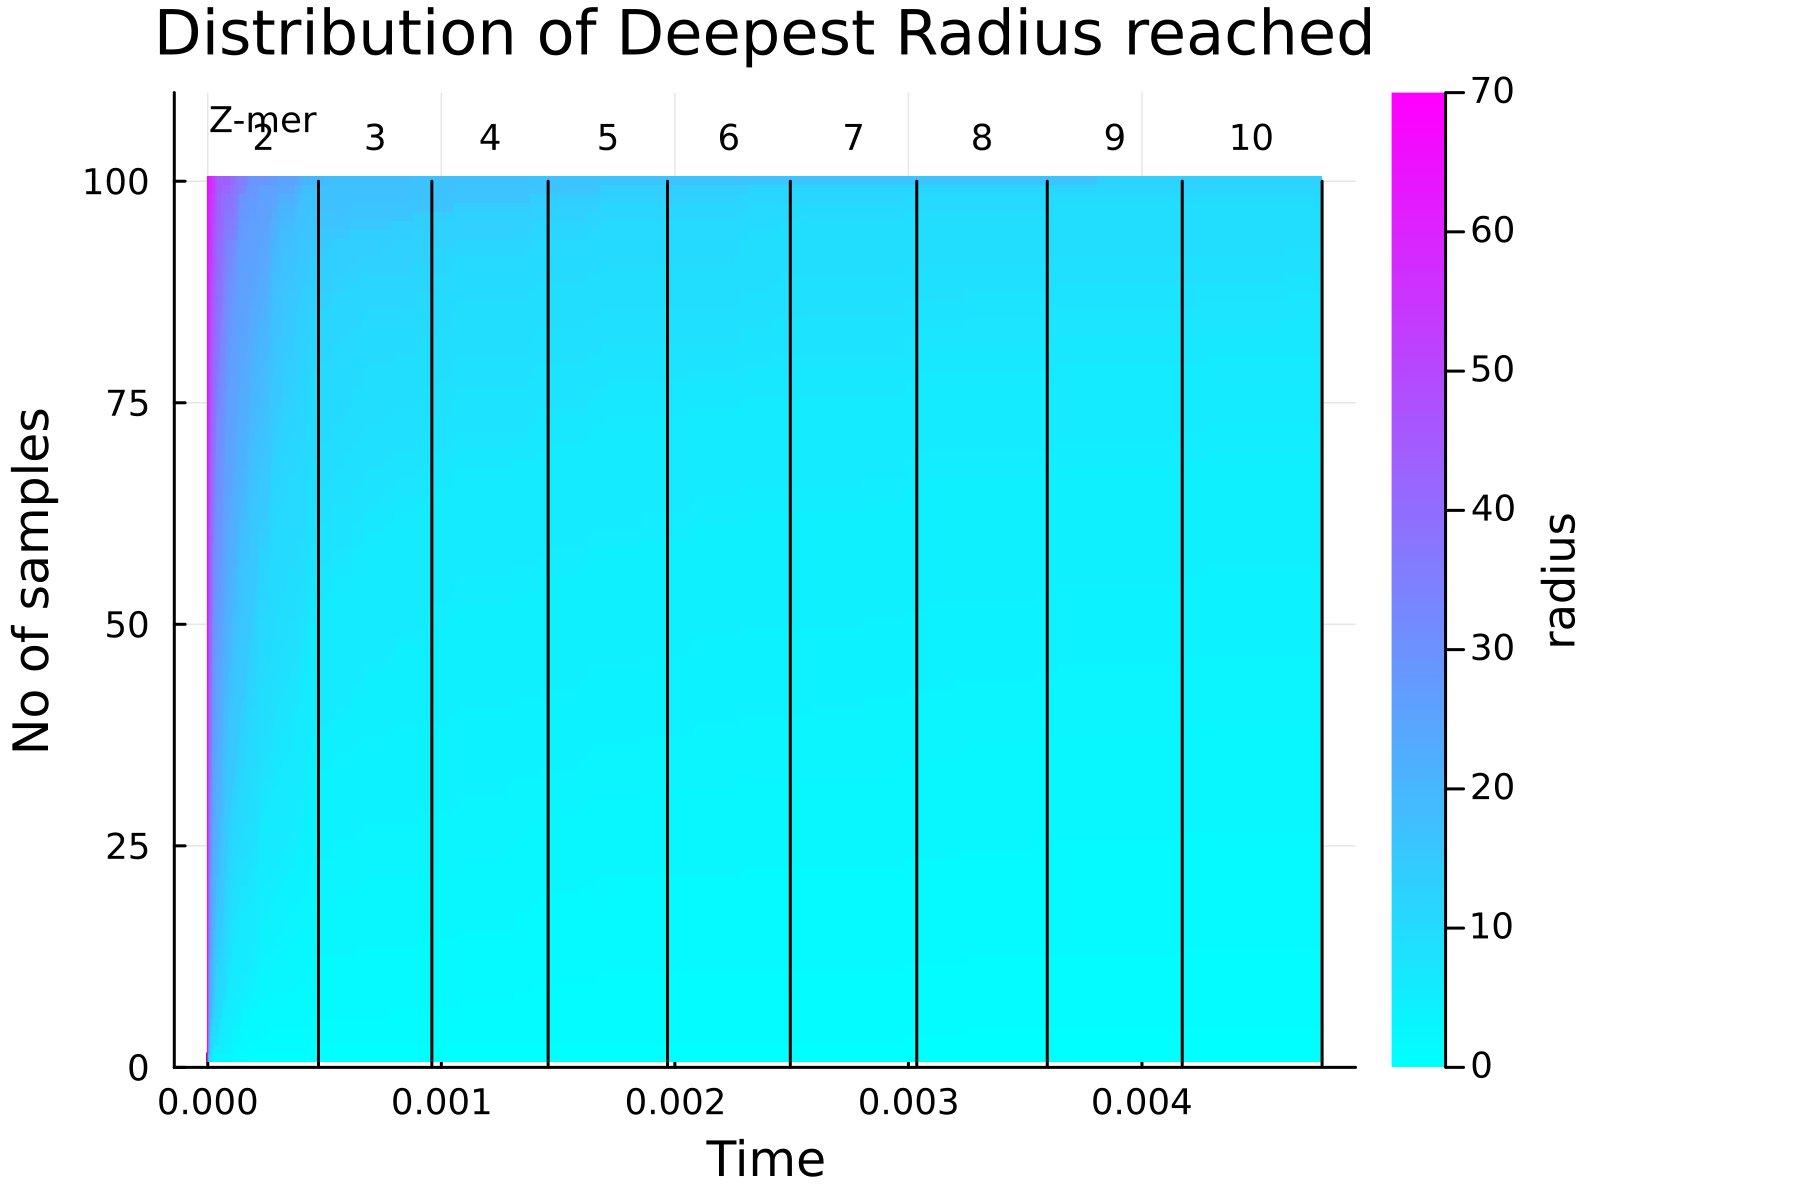 Distribution of Deepest Radius reached
Z-mer
2 3 4 5 6 7 8 9 10
100
75
50
25
0
No of samples
0.000 0.001 0.002 0.003 0.004
Time
70
60
50
40
30
20
10
0
radius